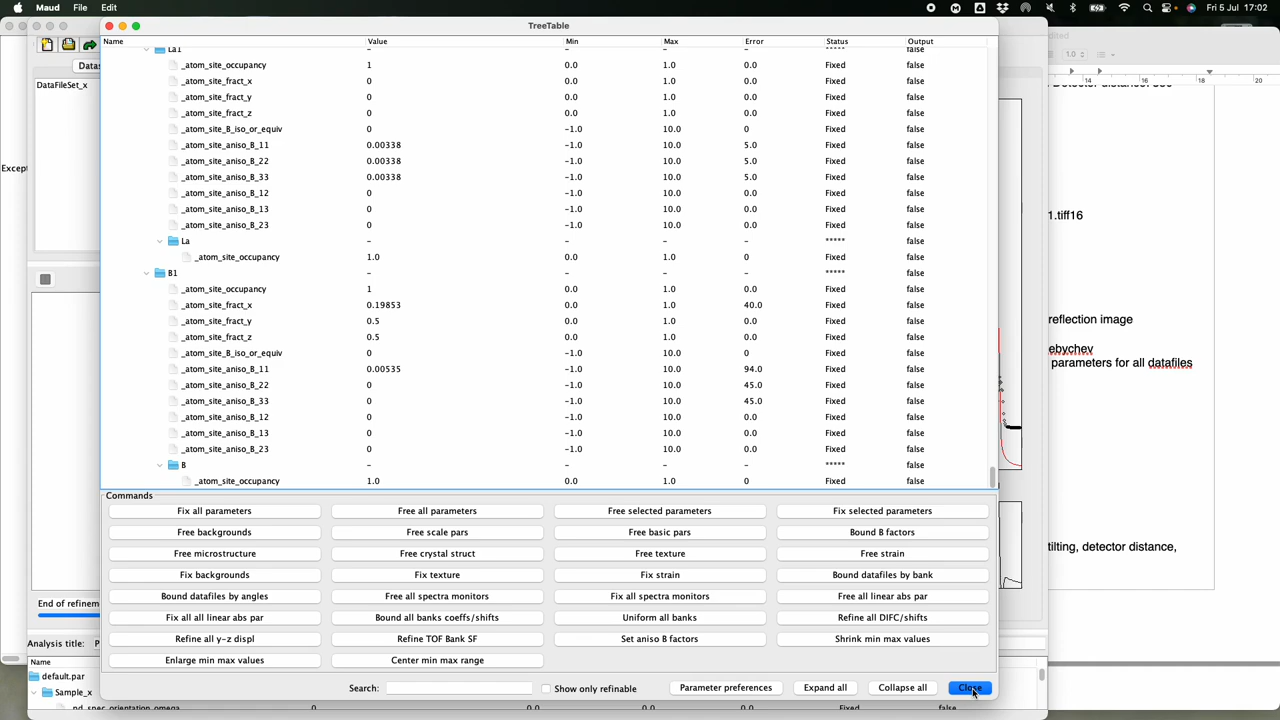 Maud File Edit Fri 5 Jul 17:02
TreeTable
Name Value Min Max Error Status Output
La1 - - - - ***** false
_atom_site_occupancy 1 0.0 1.0 0.0 Fixed false
_atom_site_fract_x 0 0.0 1.0 0.0 Fixed false
_atom_site_fract_y 0 0.0 1.0 0.0 Fixed false
_atom_site_fract_z 0 0.0 1.0 0.0 Fixed false
_atom_site_B_iso_or_equiv 0 -1.0 10.0 0 Fixed false
_atom_site_aniso_B_11 0.00338 -1.0 10.0 5.0 Fixed false
_atom_site_aniso_B_22 0.00338 -1.0 10.0 5.0 Fixed false
_atom_site_aniso_B_33 0.00338 -1.0 10.0 5.0 Fixed false
_atom_site_aniso_B_12 0 -1.0 10.0 0.0 Fixed false
_atom_site_aniso_B_13 0 -1.0 10.0 0.0 Fixed false
_atom_site_aniso_B_23 0 -1.0 10.0 0.0 Fixed false
La - - - - ***** false
_atom_site_occupancy 1.0 0.0 1.0 0 Fixed false
B1 - - - - ***** false
_atom_site_occupancy 1 0.0 1.0 0.0 Fixed false
_atom_site_fract_x 0.19853 0.0 1.0 40.0 Fixed false
_atom_site_fract_y 0.5 0.0 1.0 0.0 Fixed false
_atom_site_fract_z 0.5 0.0 1.0 0.0 Fixed false
_atom_site_B_iso_or_equiv 0 -1.0 10.0 0 Fixed false
_atom_site_aniso_B_11 0.00535 -1.0 10.0 94.0 Fixed false
_atom_site_aniso_B_22 0 -1.0 10.0 45.0 Fixed false
_atom_site_aniso_B_33 0 -1.0 10.0 45.0 Fixed false
_atom_site_aniso_B_12 0 -1.0 10.0 0.0 Fixed false
_atom_site_aniso_B_13 0 -1.0 10.0 0.0 Fixed false
_atom_site_aniso_B_23 0 -1.0 10.0 0.0 Fixed false
B - - - - ***** false
_atom_site_occupancy 1.0 0.0 1.0 0 Fixed false
Commands
Fix all parameters Free all parameters Free selected parameters Fix selected parameters
Free backgrounds Free scale pars Free basic pars Bound B factors
Free microstructure Free crystal struct Free texture Free strain
Fix backgrounds Fix texture Fix strain Bound datafiles by bank
Bound datafiles by angles Free all spectra monitors Fix all spectra monitors Free all linear abs par
Fix all all linear abs par Bound all banks coeffs/shifts Uniform all banks Refine all DIFC/shifts
Refine all y-z displ Refine TOF Bank SF Set aniso B factors Shrink min max values
Enlarge min max values Center min max range
Search: Show only refinable Parameter preferences Expand all Collapse all Close
Datas
DataFileSet_x
Except
End of refinem
Analysis title: P
Name
default.par
Sample_x
1.0
14 16 18 20
1.tiff16
reflection image
ebychev
parameters for all datafiles
tilting, detector distance,